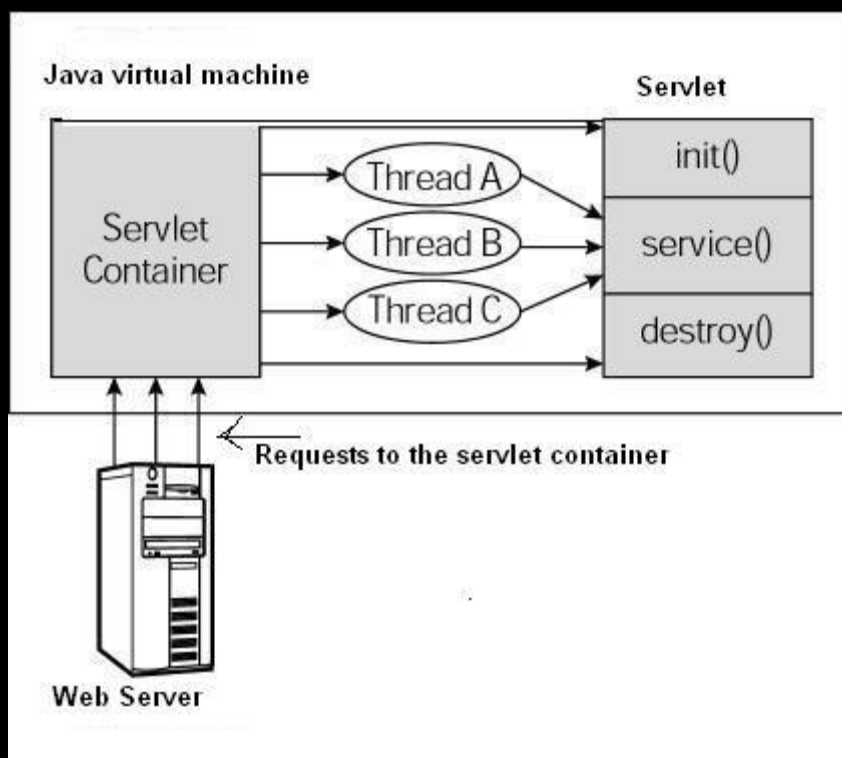 Java virtual machine
Servlet
init()
Thread A
Servlet
Container
Thread B
service()
Thread C
destroy()
Requests to the servlet container
Web Server